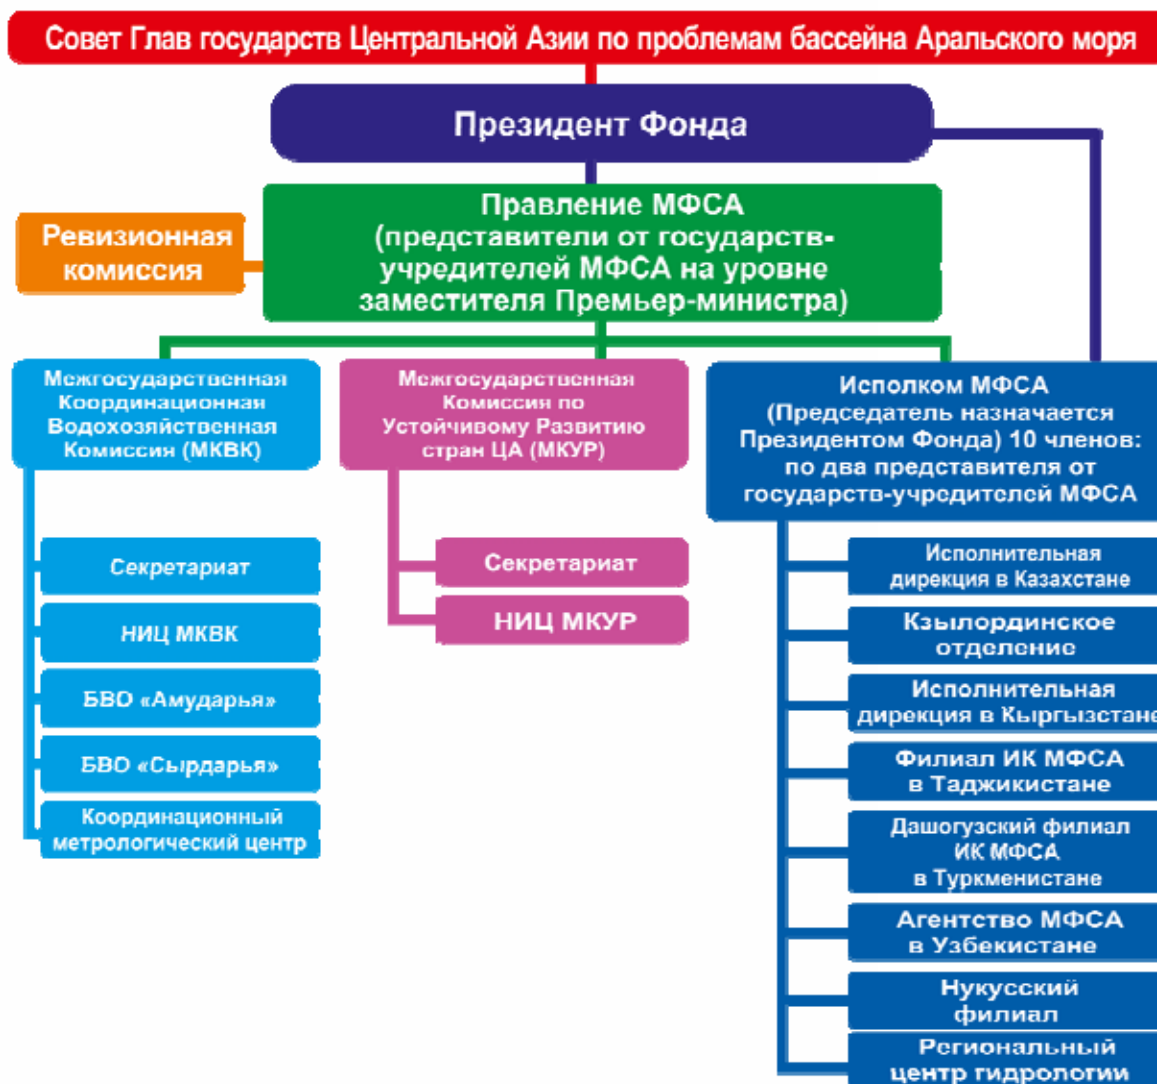 Совет Глав государств Центральной Азии по проблемам бассейна Аральского моря
Президент Фонда
Правление МФСА
(представители от государств-
учредителей МФСА на уровне
заместителя Премьер-министра)
Ревизионная
комиссия
Межгосударственная
Координационная
Водохозяйственная
Комиссия (МКВК)
Секретариат
НИЦ МКВК
БВО «Амударья»
БВО «Сырдарья»
Координационный
метрологический центр
Межгосударственная
Комиссия по
Устойчивому Развитию
стран ЦА (МКУР)
Секретариат
НИЦ МКУР
Исполком МФСА
(Председатель назначается
Президентом Фонда) 10 членов:
по два представителя от
государств-учредителей МФСА
Исполнительная
дирекция в Казахстане
Кзылординское
отделение
Исполнительная
дирекция в Кыргызстане
Филиал ИК МФСА
в Таджикистане
Дашогузский филиал
ИК МФСА
в Туркменистане
Агентство МФСА
в Узбекистане
Нукусский
филиал
Региональный
центр гидрологии